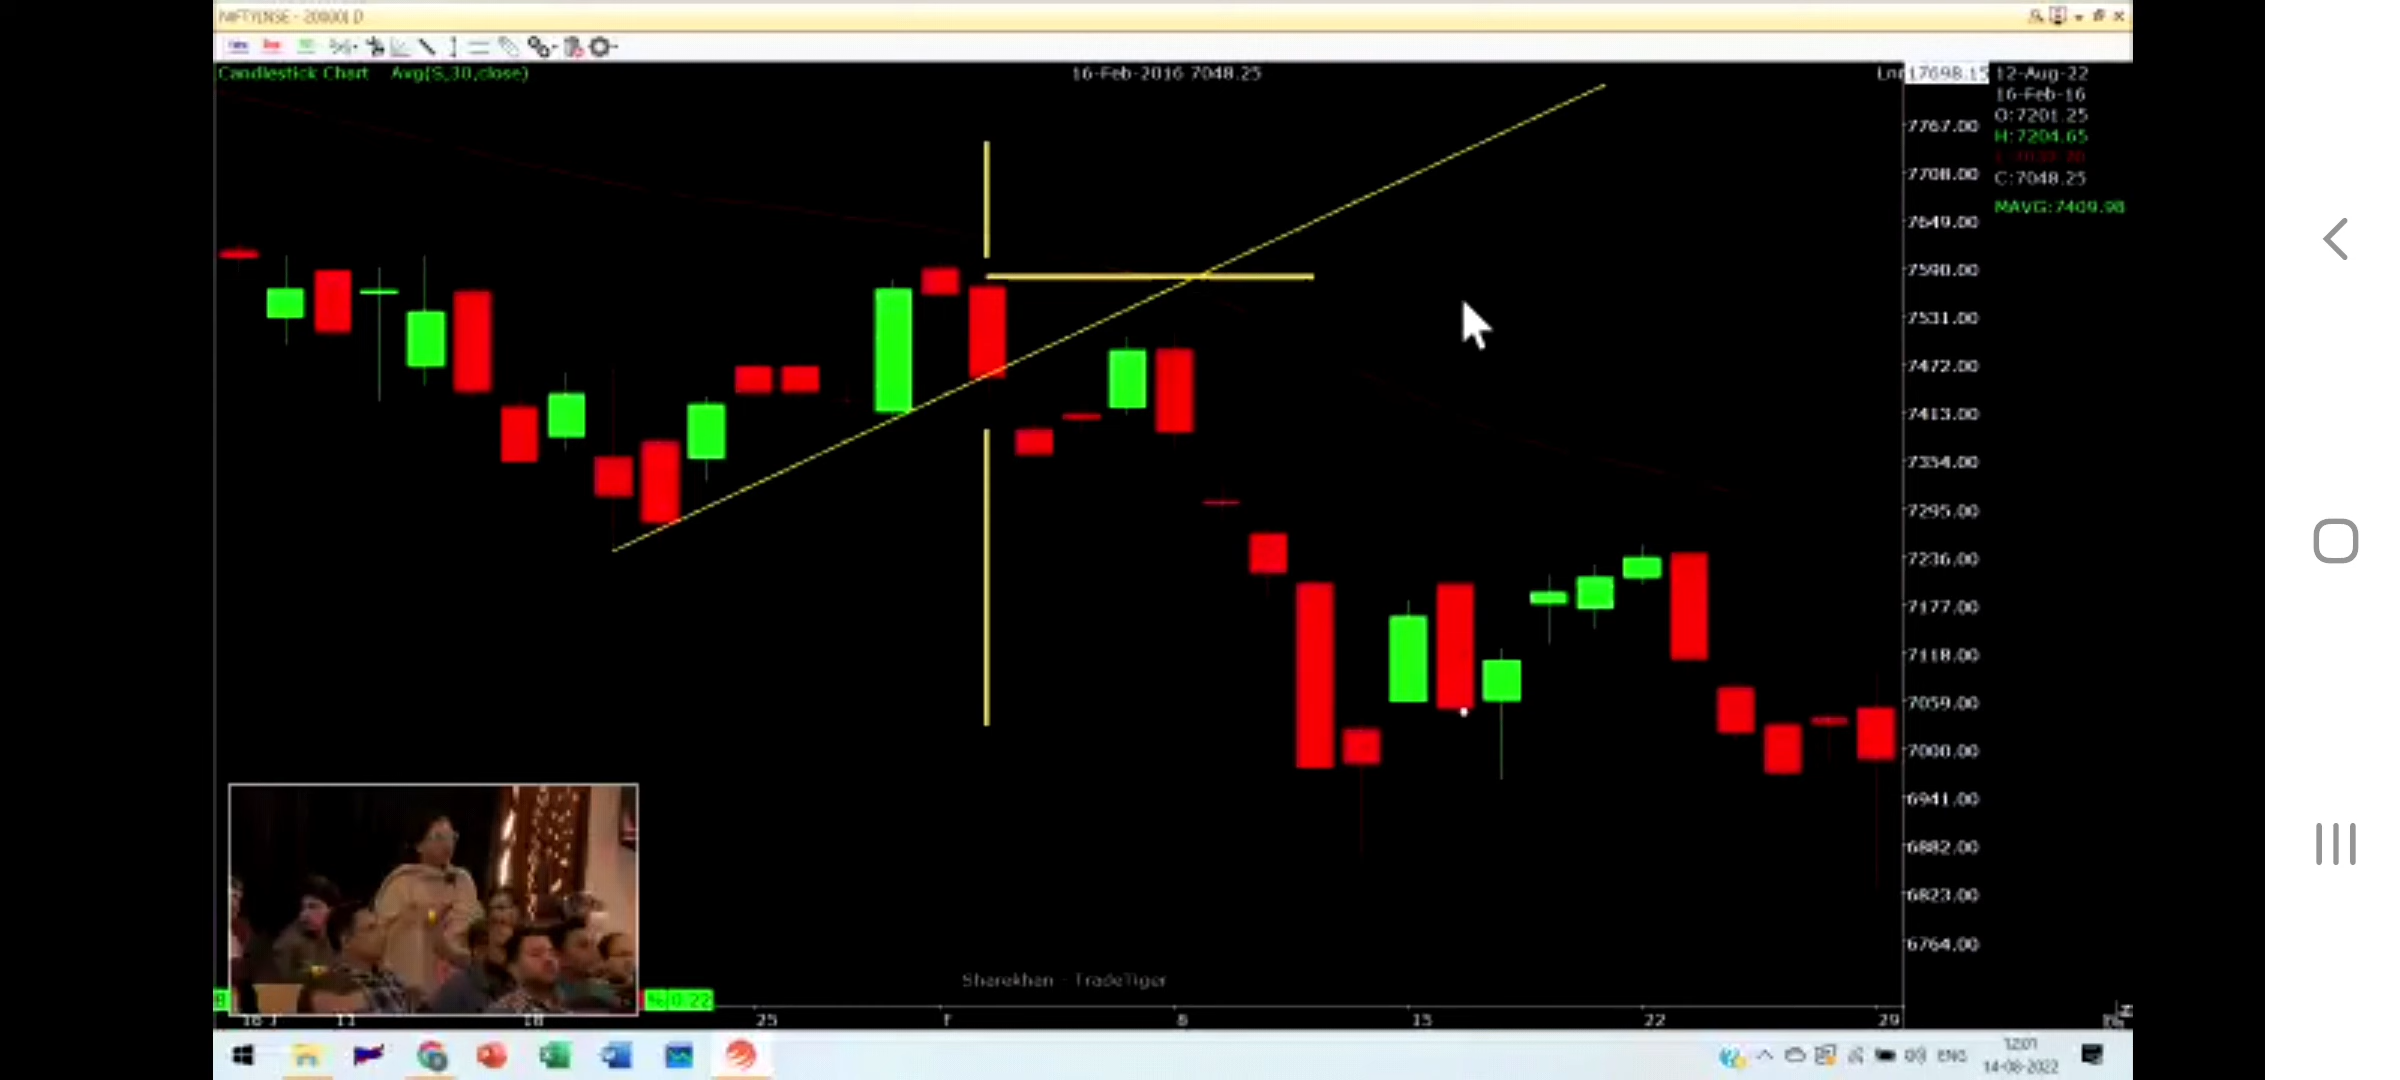 NIFTY(NSE - 20000) D
Candlestick Chart Avg(S,30,close) 16-Feb-2016 7048.25 17698.15 12-Aug-22
16-Feb-16
O:7201.25
H:7204.65
C:7048.25
MAVG:7409.98
7767.00
7708.00
7649.00
7590.00
7531.00
7472.00
7413.00
7354.00
7295.00
7236.00
7177.00
7118.00
7059.00
7000.00
6941.00
6882.00
6823.00
6764.00
Sharekhan - TradeTiger
%|0.22
11 18 25 F 8 15 22 29
ENG
12:01
14-08-2022